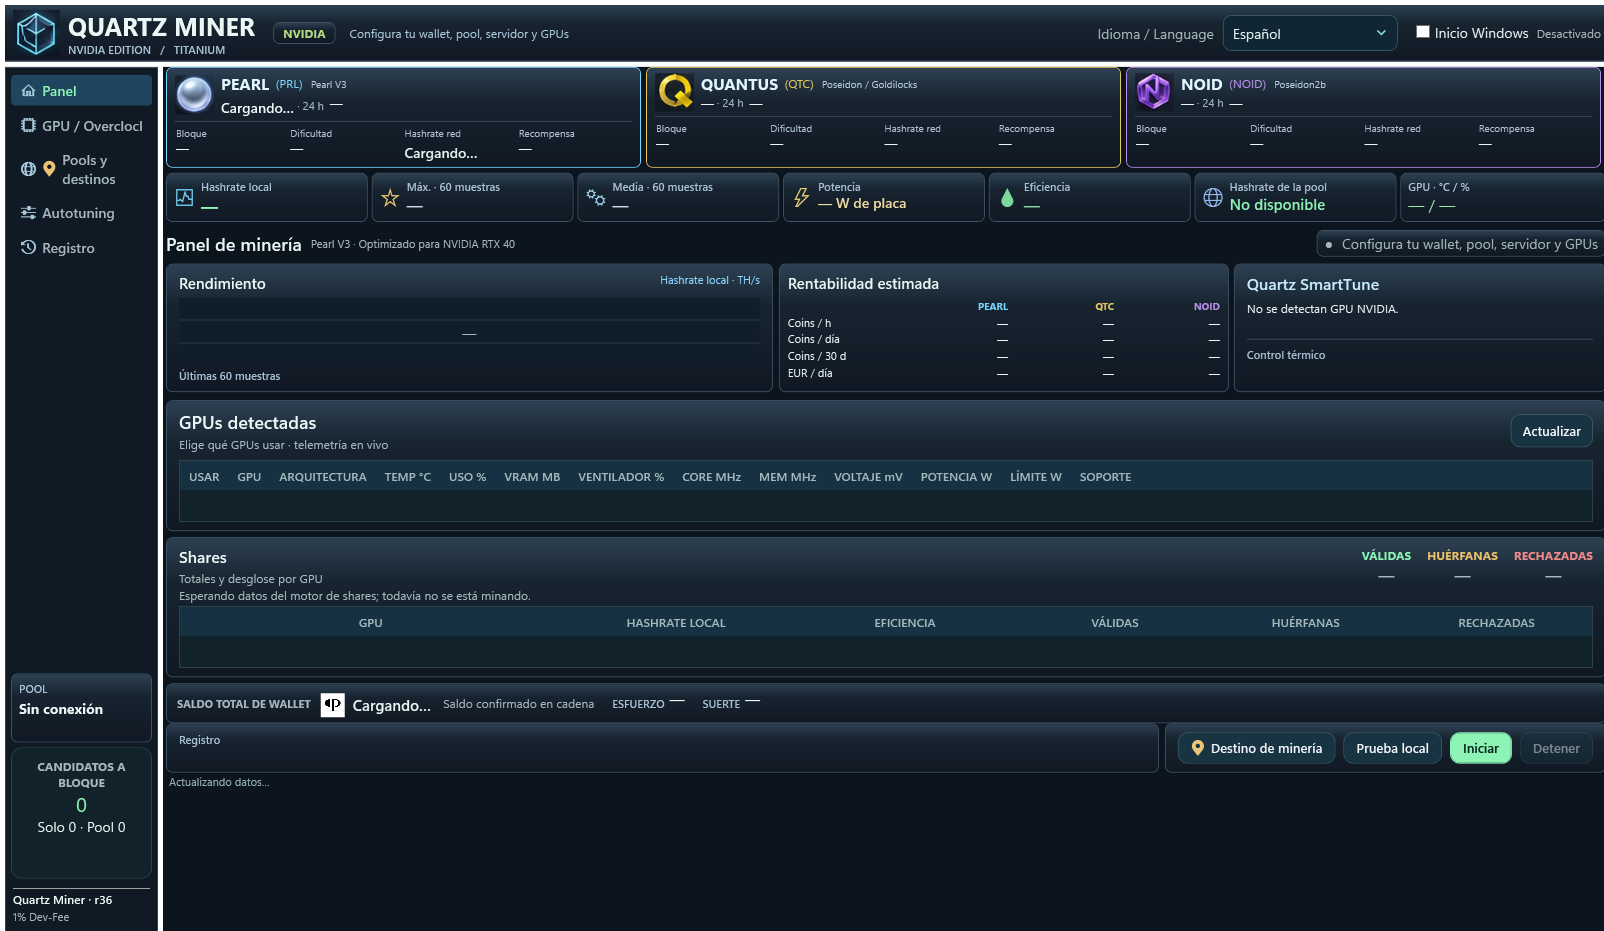 QUARTZ MINER
NVIDIA EDITION / TITANIUM
NVIDIA
Configura tu wallet, pool, servidor y GPUs
Idioma / Language
Español
Inicio Windows
Desactivado
Panel
GPU / Overclocl
Pools y
destinos
Autotuning
Registro
POOL
Sin conexión
CANDIDATOS A
BLOQUE
0
Solo 0 · Pool 0
Quartz Miner · r36
1% Dev-Fee
PEARL (PRL) Pearl V3
Cargando... · 24 h —
Bloque Dificultad Hashrate red Recompensa
— — Cargando... —
QUANTUS (QTC) Poseidon / Goldilocks
— · 24 h —
Bloque Dificultad Hashrate red Recompensa
— — — —
NOID (NOID) Poseidon2b
— · 24 h —
Bloque Dificultad Hashrate red Recompensa
— — — —
Hashrate local
—
Máx. · 60 muestras
—
Media · 60 muestras
—
Potencia
— W de placa
Eficiencia
—
Hashrate de la pool
No disponible
GPU · °C / %
— / —
Panel de minería Pearl V3 · Optimizado para NVIDIA RTX 40
● Configura tu wallet, pool, servidor y GPUs
Rendimiento
Hashrate local · TH/s
—
Últimas 60 muestras
Rentabilidad estimada
PEARL QTC NOID
Coins / h — — —
Coins / día — — —
Coins / 30 d — — —
EUR / día — — —
Quartz SmartTune
No se detectan GPU NVIDIA.
Control térmico
GPUs detectadas
Elige qué GPUs usar · telemetría en vivo
Actualizar
USAR GPU ARQUITECTURA TEMP °C USO % VRAM MB VENTILADOR % CORE MHz MEM MHz VOLTAJE mV POTENCIA W LÍMITE W SOPORTE
Shares
Totales y desglose por GPU
Esperando datos del motor de shares; todavía no se está minando.
VÁLIDAS HUÉRFANAS RECHAZADAS
— — —
GPU HASHRATE LOCAL EFICIENCIA VÁLIDAS HUÉRFANAS RECHAZADAS
SALDO TOTAL DE WALLET Cargando... Saldo confirmado en cadena ESFUERZO — SUERTE —
Registro
Destino de minería
Prueba local
Iniciar
Detener
Actualizando datos...